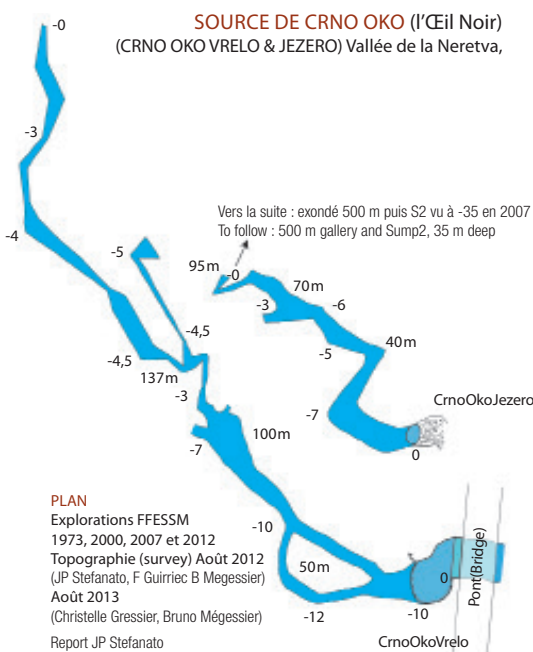 SOURCE DE CRNO OKO (l'Œil Noir)
(CRNO OKO VRELO & JEZERO) Vallée de la Neretva,
-0
-3
-4
Vers la suite : exondé 500 m puis S2 vu à -35 en 2007
To follow : 500 m gallery and Sump2, 35 m deep
-5
95m
-0
70m
-3
-6
-4,5
40m
-5
-4,5
137m
-3
CrnoOkoJezero
-7
100m
-7
0
PLAN
Explorations FFESSM
1973, 2000, 2007 et 2012
Topographie (survey) Août 2012
(JP Stefanato, F Guirriec B Megessier)
Août 2013
(Christelle Gressier, Bruno Mégessier)
Report JP Stefanato
-10
50m
0
Pont(Bridge)
-12
-10
CrnoOkoVrelo